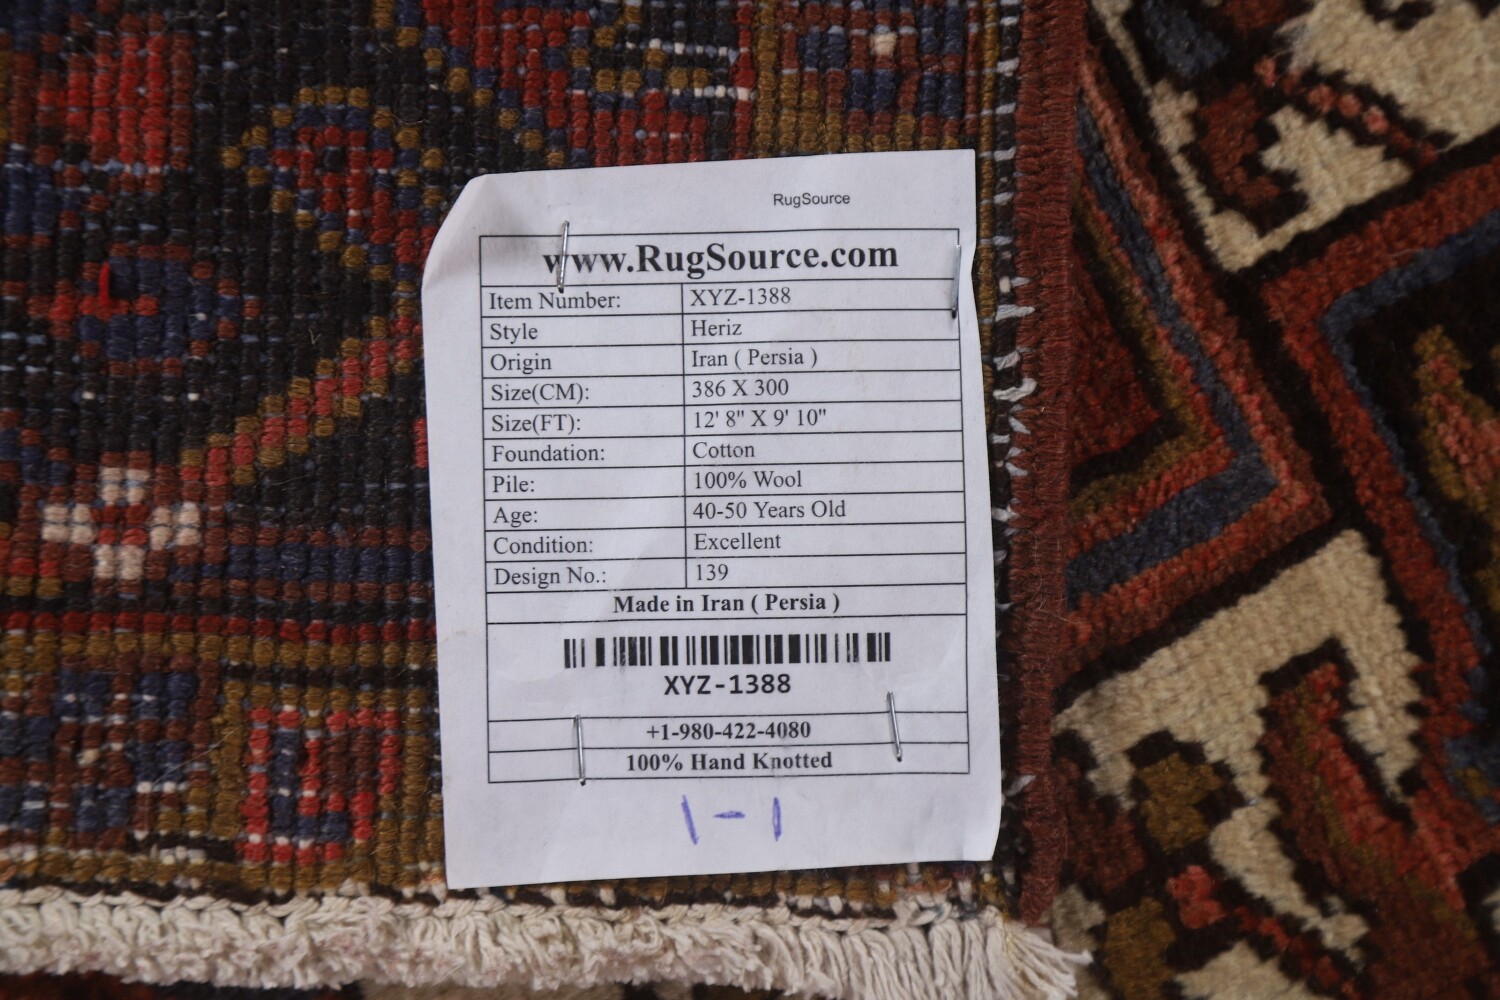 RugSource
www.RugSource.com
Item Number: XYZ-1388
Style Heriz
Origin Iran ( Persia )
Size(CM): 386 X 300
Size(FT): 12' 8" X 9' 10"
Foundation: Cotton
Pile: 100% Wool
Age: 40-50 Years Old
Condition: Excellent
Design No.: 139
Made in Iran ( Persia )
XYZ-1388
+1-980-422-4080
100% Hand Knotted
1-1